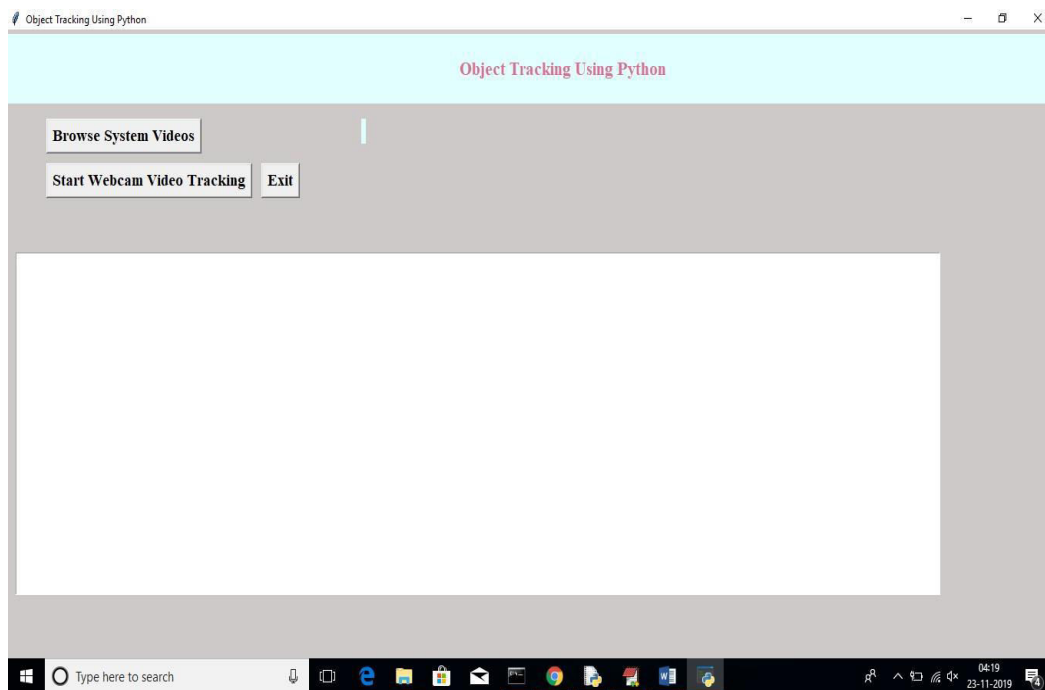 Object Tracking Using Python
Object Tracking Using Python
Browse System Videos
Start Webcam Video Tracking Exit
Type here to search
04:19
23-11-2019
4